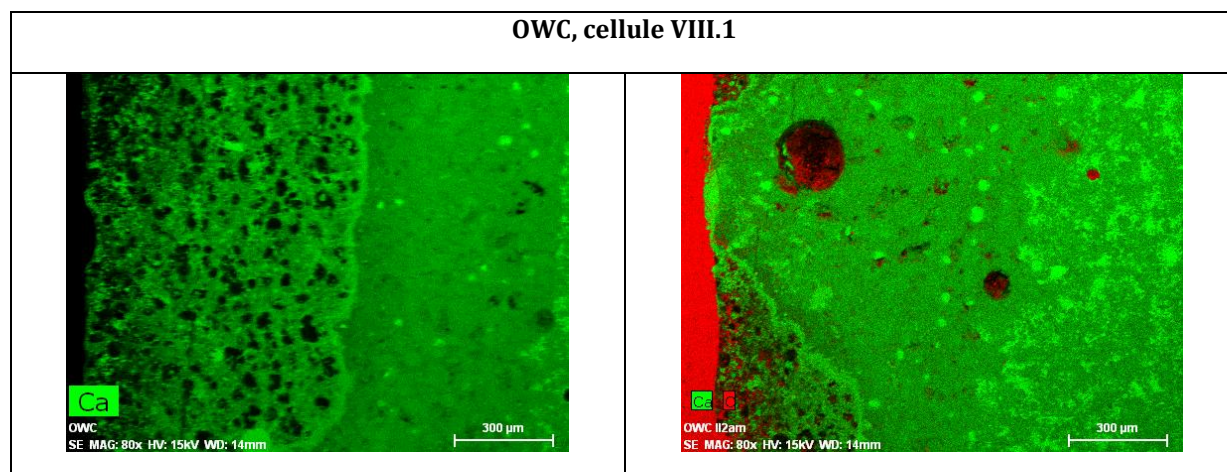 OWC, cellule VIII.1
Ca
OWC
SE MAG: 80x HV: 15kV WD: 14mm
300 µm
Ca C
OWC II2am
SE MAG: 80x HV: 15kV WD: 14mm
300 µm